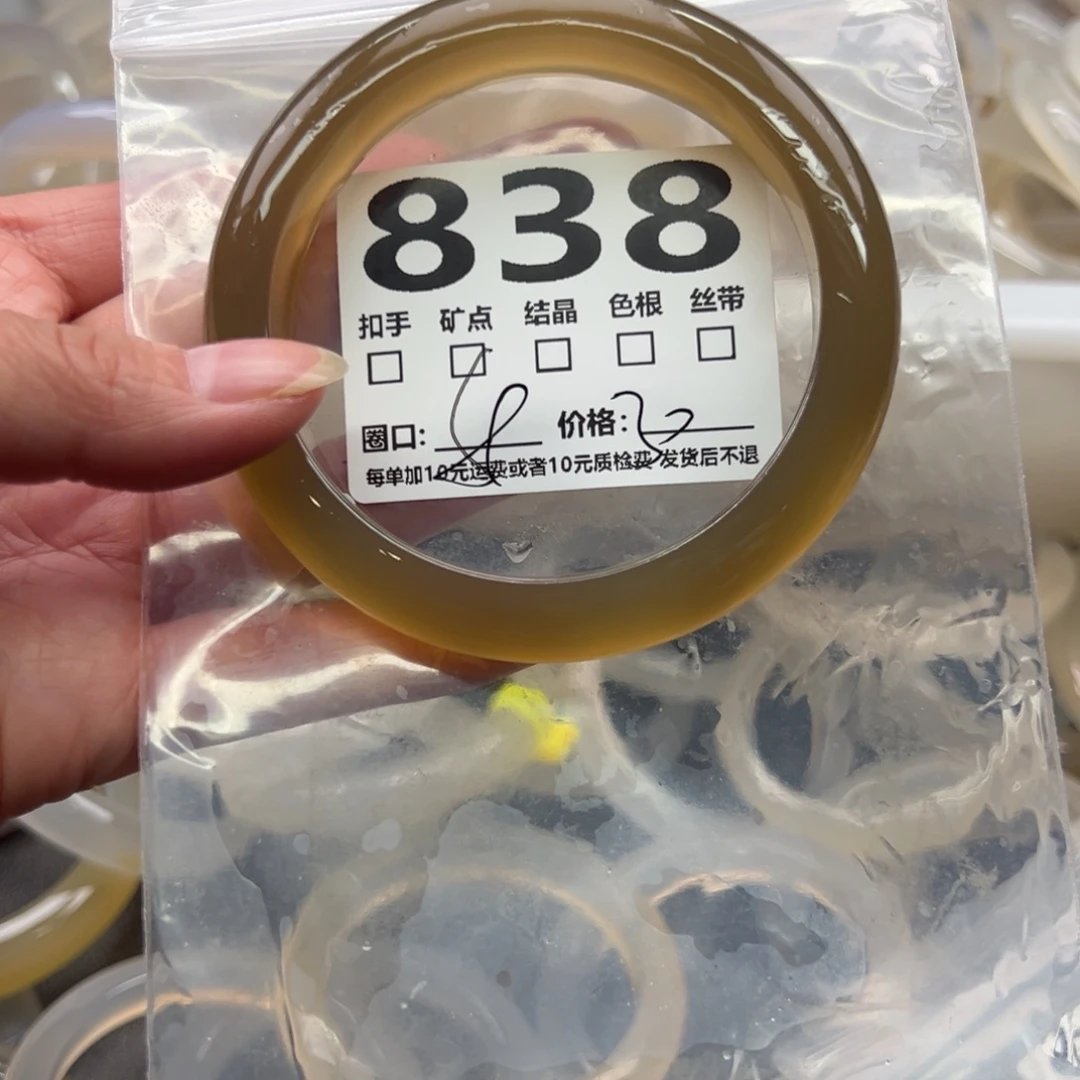 838
扣手 矿点 结晶 色根 丝带
圈口: 价格:
每单加10元运费或者10元质检费 发货后不退